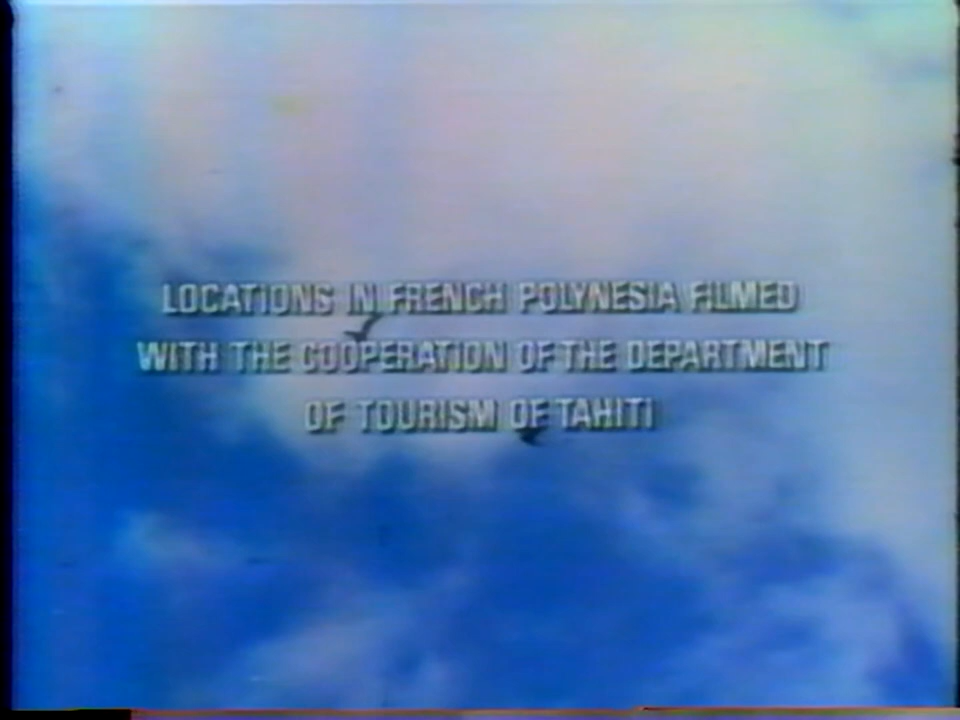 LOCATIONS IN FRENCH POLYNESIA FILMED
WITH THE COOPERATION OF THE DEPARTMENT
OF TOURISM OF TAHITI